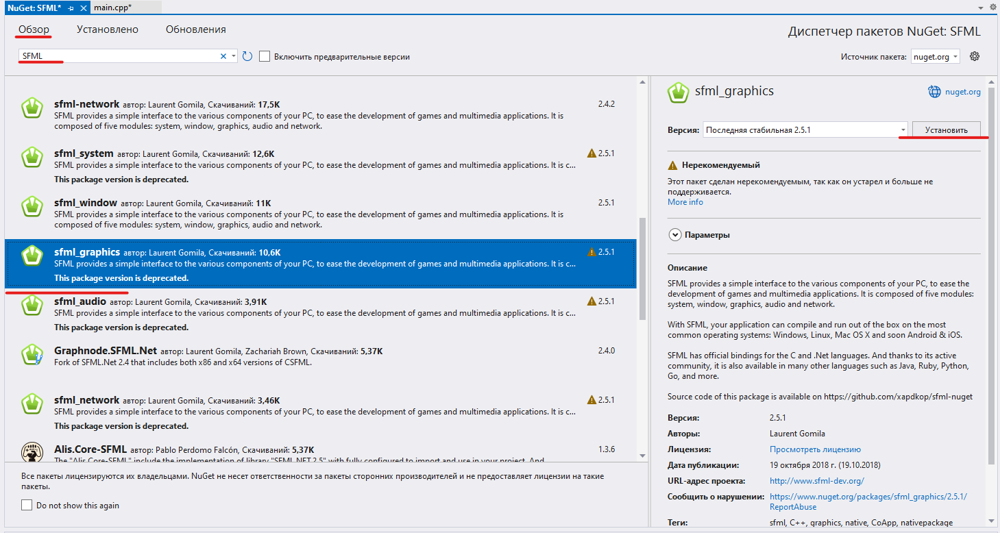 NuGet: SFML*
main.cpp*
Обзор
Установлено
Обновления
Диспетчер пакетов NuGet: SFML
SFML
Включить предварительные версии
Источник пакета:
nuget.org
sfml-network автор: Laurent Gomila, Скачиваний: 17,5K
2.4.2
SFML provides a simple interface to the various components of your PC, to ease the development of games and multimedia applications. It is
composed of five modules: system, window, graphics, audio and network.
sfml_system автор: Laurent Gomila, Скачиваний: 12,6K
2.5.1
SFML provides a simple interface to the various components of your PC, to ease the development of games and multimedia applications. It is c...
This package version is deprecated.
sfml_window автор: Laurent Gomila, Скачиваний: 11K
2.5.1
SFML provides a simple interface to the various components of your PC, to ease the development of games and multimedia applications. It is
composed of five modules: system, window, graphics, audio and network.
sfml_graphics автор: Laurent Gomila, Скачиваний: 10,6K
2.5.1
SFML provides a simple interface to the various components of your PC, to ease the development of games and multimedia applications. It is c...
This package version is deprecated.
sfml_audio автор: Laurent Gomila, Скачиваний: 3,91K
2.5.1
SFML provides a simple interface to the various components of your PC, to ease the development of games and multimedia applications. It is c...
This package version is deprecated.
Graphnode.SFML.Net автор: Laurent Gomila, Zachariah Brown, Скачиваний: 5,37K
2.4.0
Fork of SFML.Net 2.4 that includes both x86 and x64 versions of CSFML.
sfml_network автор: Laurent Gomila, Скачиваний: 3,46K
2.5.1
SFML provides a simple interface to the various components of your PC, to ease the development of games and multimedia applications. It is c...
This package version is deprecated.
Alis.Core-SFML автор: Pablo Perdomo Falcón, Скачиваний: 5,37K
1.3.6
The "Alis.Core-SFML" include the implementation of library "SFML.NET 2.5" with fully configured to import and use in your project. And
Все пакеты лицензируются их владельцами. NuGet не несет ответственности за пакеты сторонних производителей и не предоставляет лицензии на такие
пакеты.
Do not show this again
sfml_graphics
nuget.org
Версия:
Последняя стабильная 2.5.1
Установить
Нерекомендуемый
Этот пакет сделан нерекомендуемым, так как он устарел и больше не
поддерживается.
More info
Параметры
Описание
SFML provides a simple interface to the various components of your PC, to ease the
development of games and multimedia applications. It is composed of five modules:
system, window, graphics, audio and network.
With SFML, your application can compile and run out of the box on the most
common operating systems: Windows, Linux, Mac OS X and soon Android & iOS.
SFML has official bindings for the C and .Net languages. And thanks to its active
community, it is also available in many other languages such as Java, Ruby, Python,
Go, and more.
Source code of this package is available on https://github.com/xapdkop/sfml-nuget
Версия: 2.5.1
Авторы: Laurent Gomila
Лицензия: Просмотреть лицензию
Дата публикации: 19 октября 2018 г. (19.10.2018)
URL-адрес проекта: http://www.sfml-dev.org/
Сообщить о нарушении: https://www.nuget.org/packages/sfml_graphics/2.5.1/
ReportAbuse
Теги: sfml, C++, graphics, native, CoApp, nativepackage